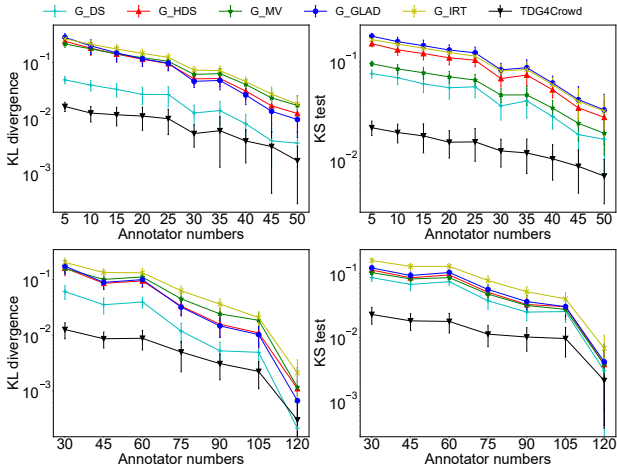 G_DS G_HDS G_MV G_GLAD G_IRT TDG4Crowd
KL divergence
10⁻¹
10⁻²
10⁻³
5 10 15 20 25 30 35 40 45 50
Annotator numbers
KS test
10⁻¹
10⁻²
5 10 15 20 25 30 35 40 45 50
Annotator numbers
KL divergence
10⁻¹
10⁻²
10⁻³
30 45 60 75 90 105 120
Annotator numbers
KS test
10⁻¹
10⁻²
10⁻³
30 45 60 75 90 105 120
Annotator numbers